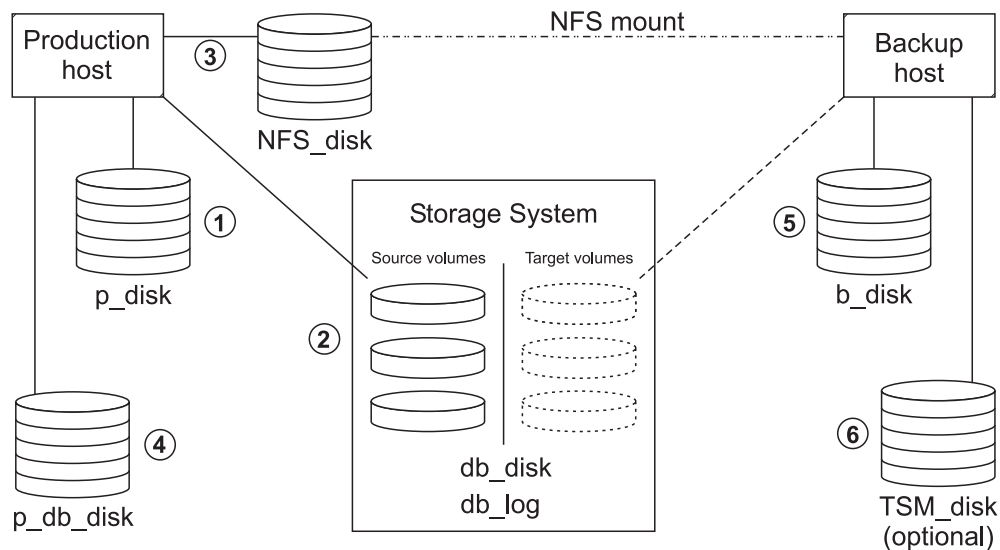 Production
host
3
NFS mount
Backup
host
NFS_disk
1
p_disk
Storage System
Source volumes
Target volumes
2
db_disk
db_log
5
b_disk
4
p_db_disk
6
TSM_disk
(optional)